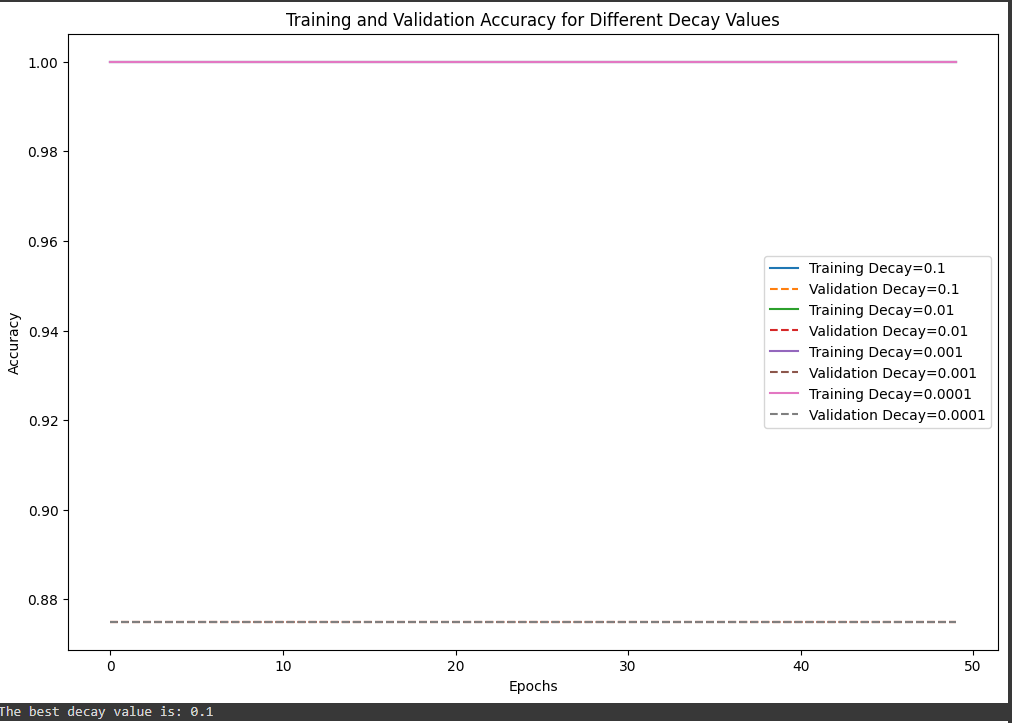 Training and Validation Accuracy for Different Decay Values
1.00
0.98
0.96
0.94
0.92
0.90
0.88
Accuracy
Training Decay=0.1
Validation Decay=0.1
Training Decay=0.01
Validation Decay=0.01
Training Decay=0.001
Validation Decay=0.001
Training Decay=0.0001
Validation Decay=0.0001
0 10 20 30 40 50
Epochs
The best decay value is: 0.1